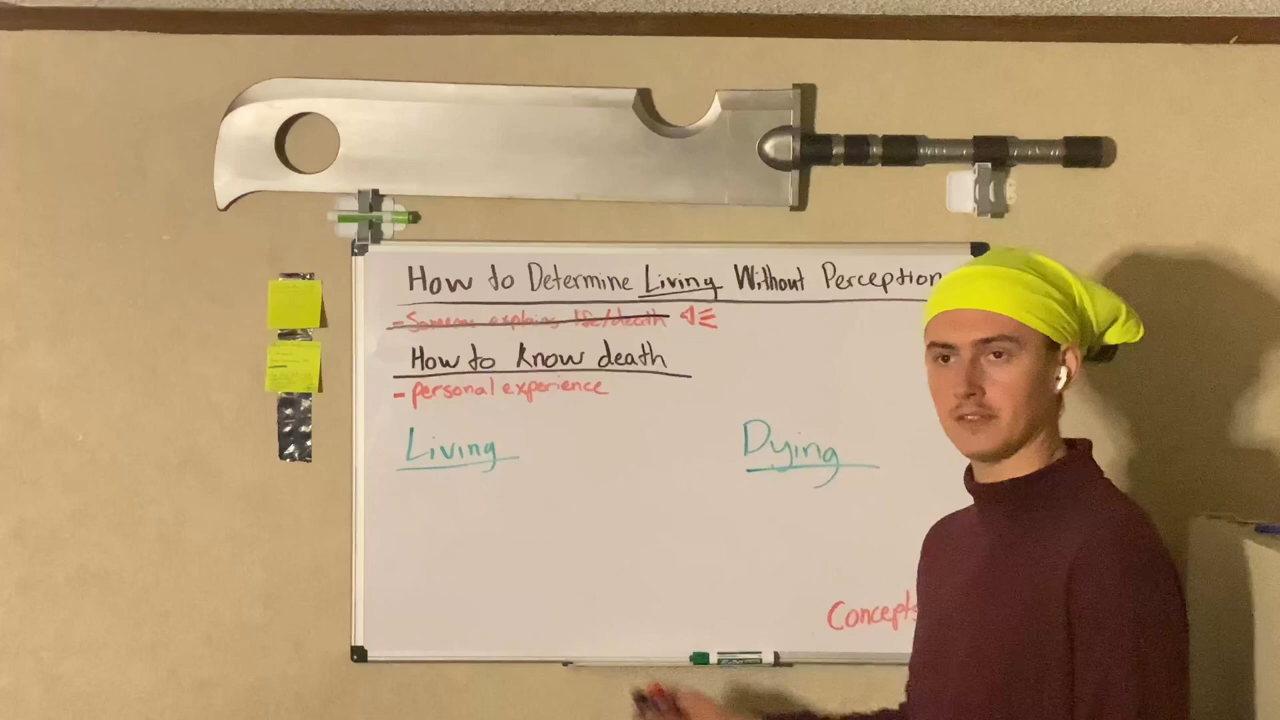 How to Determine Living Without Perception
- Someone explains life/death
How to know death
- personal experience
Living
Dying
Concepts